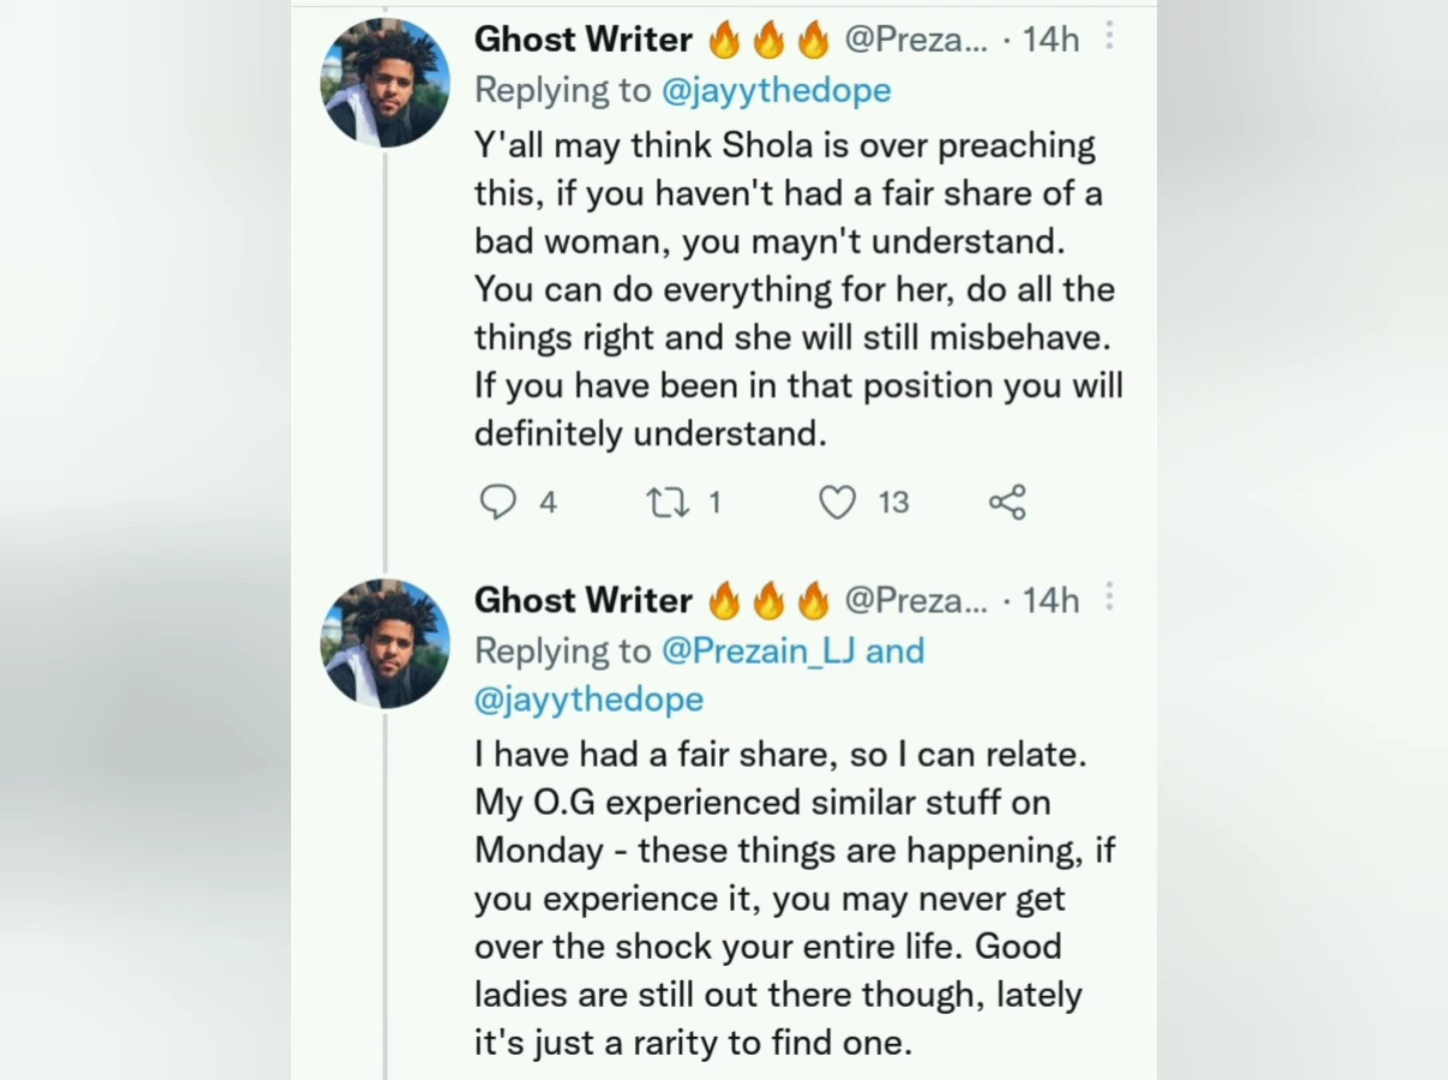 Ghost Writer 🔥🔥🔥 @Preza... · 14h
Replying to @jayythedope
Y'all may think Shola is over preaching
this, if you haven't had a fair share of a
bad woman, you mayn't understand.
You can do everything for her, do all the
things right and she will still misbehave.
If you have been in that position you will
definitely understand.
4 1 13
Ghost Writer 🔥🔥🔥 @Preza... · 14h
Replying to @Prezain_LJ and
@jayythedope
I have had a fair share, so I can relate.
My O.G experienced similar stuff on
Monday - these things are happening, if
you experience it, you may never get
over the shock your entire life. Good
ladies are still out there though, lately
it's just a rarity to find one.